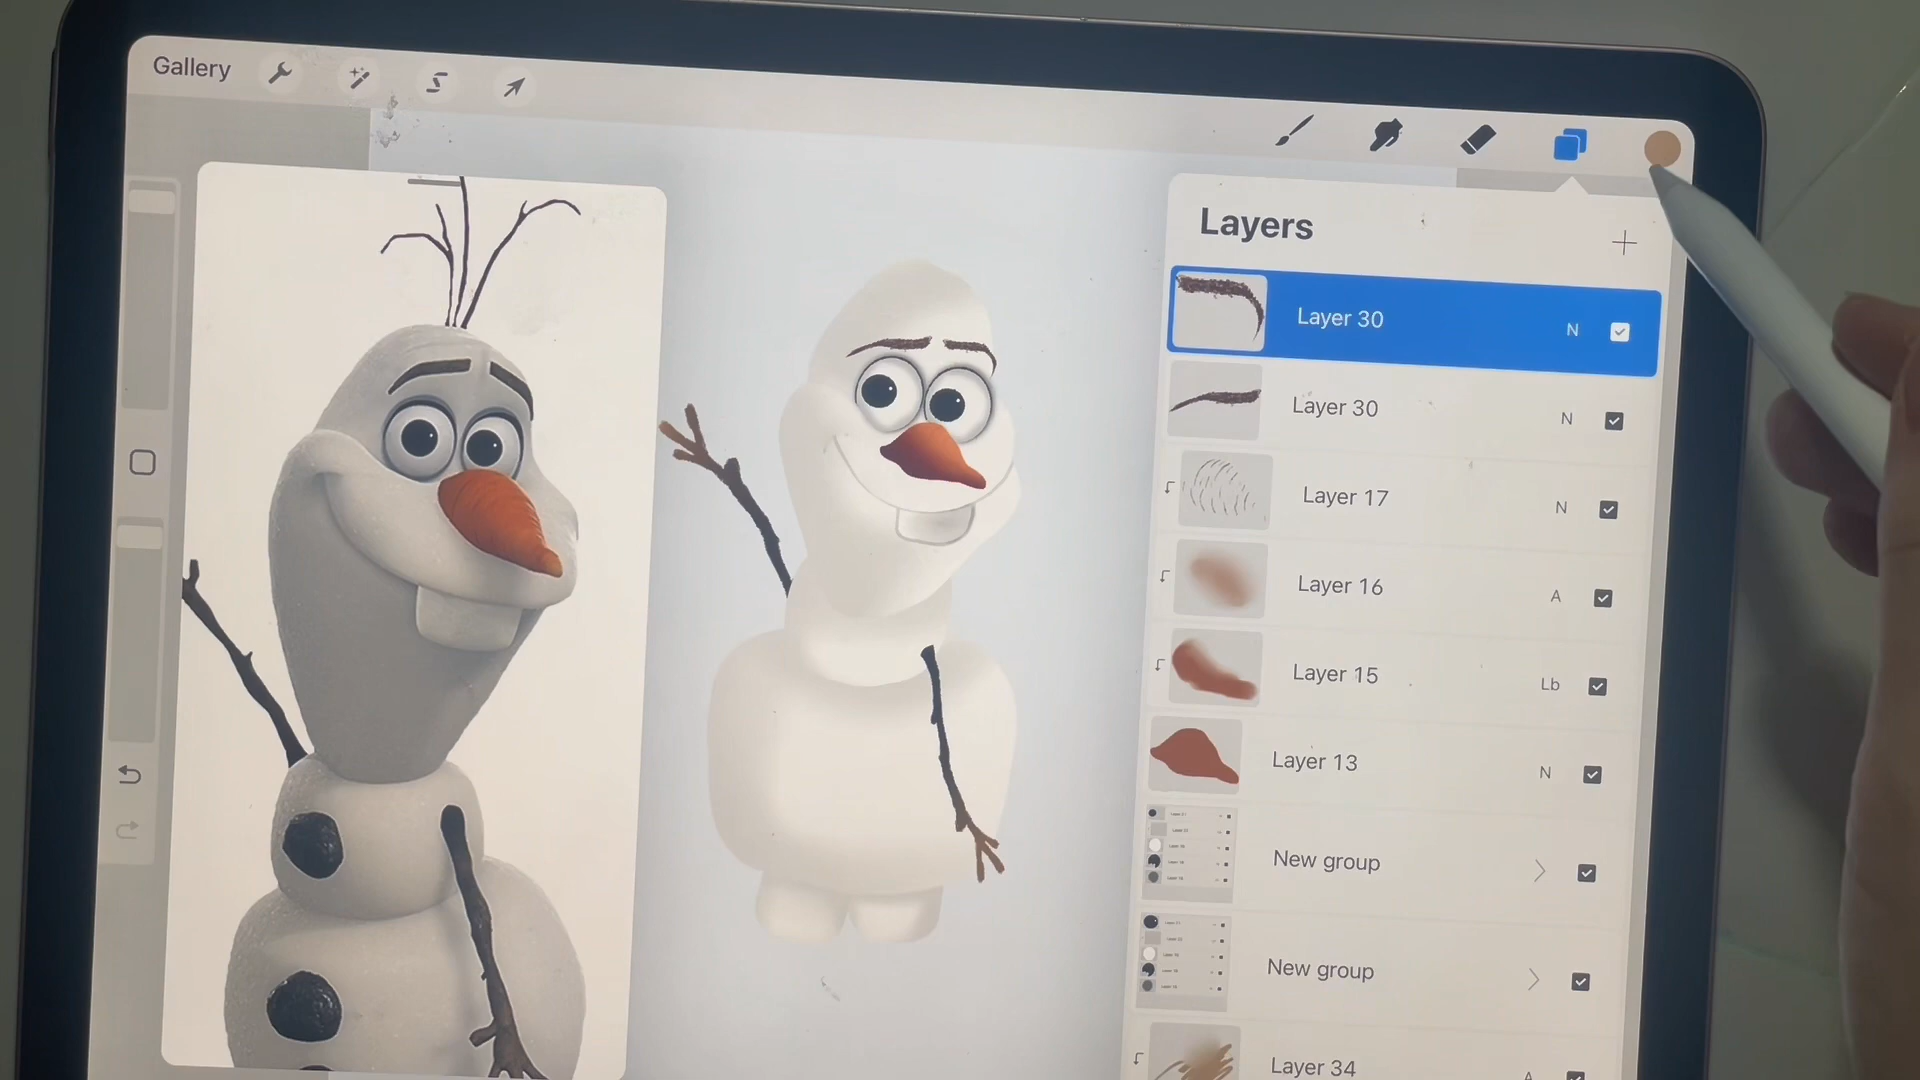 Gallery
Layers
Layer 30 N
Layer 30 N
Layer 17 N
Layer 16 A
Layer 15 Lb
Layer 13 N
New group
New group
Layer 34 A